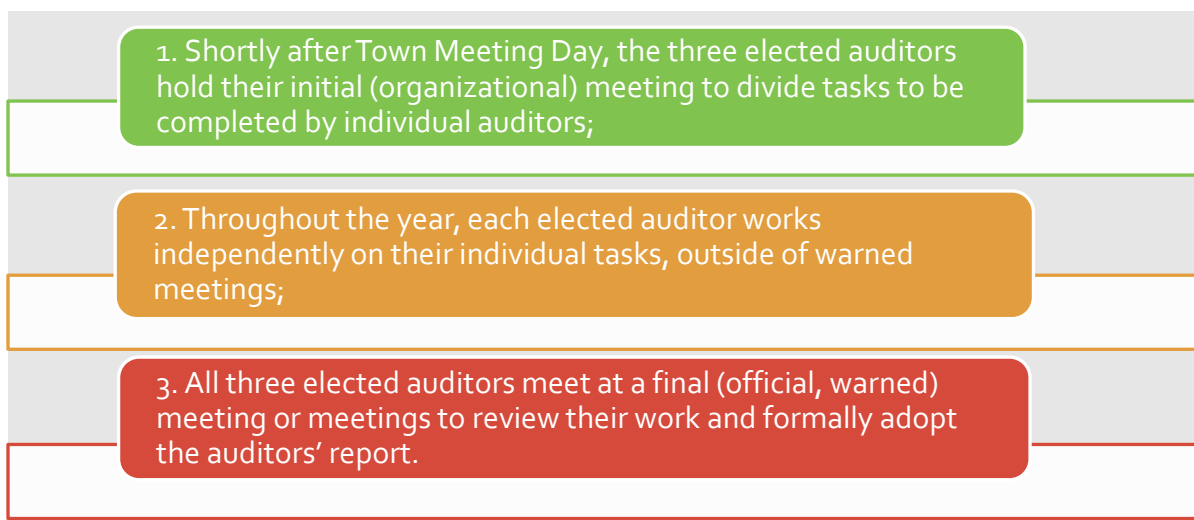 1. Shortly after Town Meeting Day, the three elected auditors
hold their initial (organizational) meeting to divide tasks to be
completed by individual auditors;
2. Throughout the year, each elected auditor works
independently on their individual tasks, outside of warned
meetings;
3. All three elected auditors meet at a final (official, warned)
meeting or meetings to review their work and formally adopt
the auditors’ report.